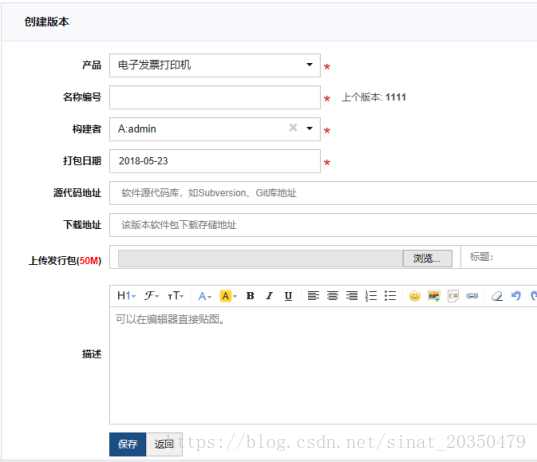 创建版本
产品 电子发票打印机 *
名称编号 * 上个版本: 1111
构建者 A:admin *
打包日期 2018-05-23 *
源代码地址 软件源代码库，如Subversion、Git库地址
下载地址 该版本软件包下载存储地址
上传发行包(50M) 浏览... 标题:
H1 F TT A A B I U
可以在编辑器直接贴图。
描述
保存 返回
https://blog.csdn.net/sinat_20350479